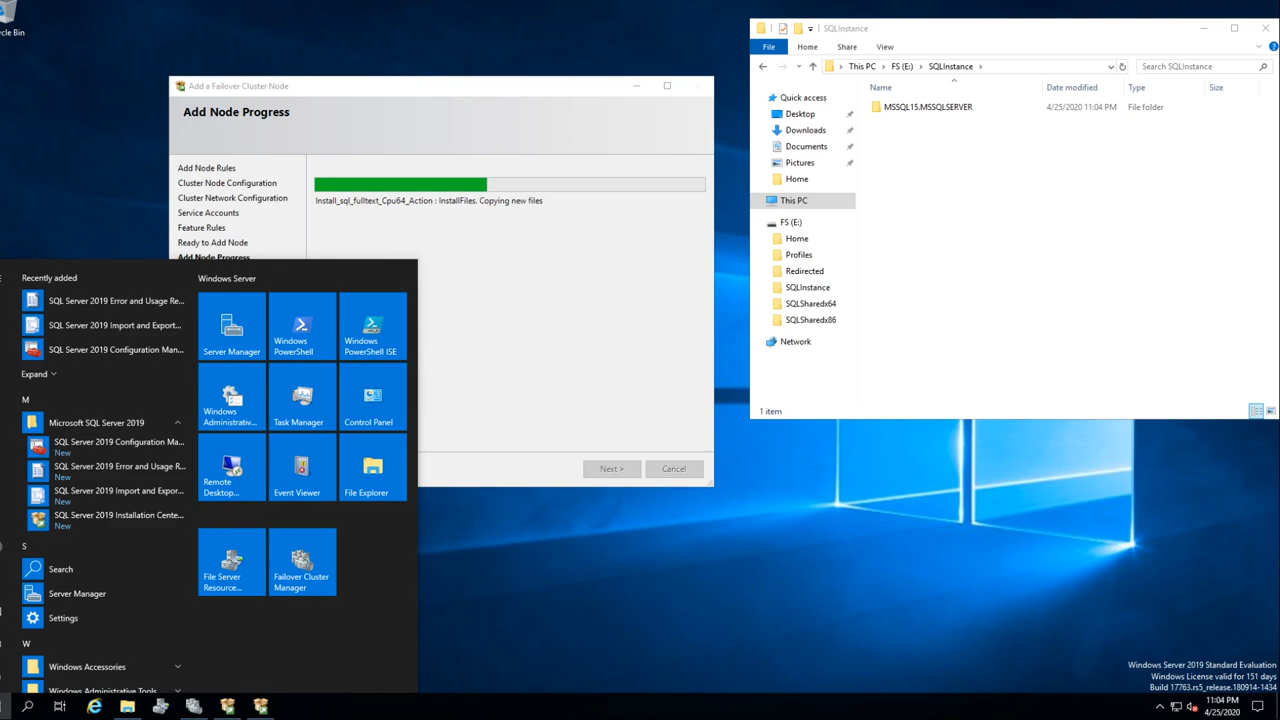 cycle Bin
Add a Failover Cluster Node
Add Node Progress
Add Node Rules
Cluster Node Configuration
Cluster Network Configuration
Service Accounts
Feature Rules
Ready to Add Node
Add Node Progress
Install_sql_fulltext_Cpu64_Action : InstallFiles. Copying new files
Next >
Cancel
SQLInstance
File
Home
Share
View
This PC
FS (E:)
SQLInstance
Search SQLInstance
Name
Date modified
Type
Size
MSSQL15.MSSQLSERVER
4/25/2020 11:04 PM
File folder
Quick access
Desktop
Downloads
Documents
Pictures
Home
This PC
FS (E:)
Home
Profiles
Redirected
SQLInstance
SQLSharedx64
SQLSharedx86
Network
1 item
Recently added
SQL Server 2019 Error and Usage Re...
SQL Server 2019 Import and Export...
SQL Server 2019 Configuration Man...
Expand
M
Microsoft SQL Server 2019
SQL Server 2019 Configuration Ma...
New
SQL Server 2019 Error and Usage R...
New
SQL Server 2019 Import and Expor...
New
SQL Server 2019 Installation Cente...
New
S
Search
Server Manager
Settings
W
Windows Accessories
Windows Administrative Tools
Windows Server
Server Manager
Windows
PowerShell
Windows
PowerShell ISE
Windows
Administrativ...
Task Manager
Control Panel
Remote
Desktop...
Event Viewer
File Explorer
File Server
Resource...
Failover Cluster
Manager
Windows Server 2019 Standard Evaluation
Windows License valid for 151 days
Build 17763.rs5_release.180914-1434
11:04 PM
4/25/2020